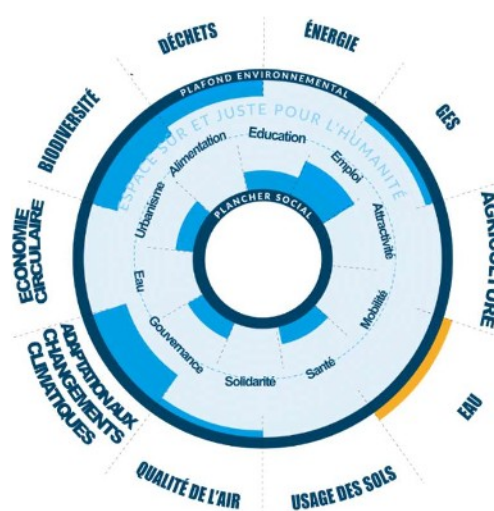 DÉCHETS
ÉNERGIE
GES
AGRICULTURE
EAU
USAGE DES SOLS
QUALITÉ DE L'AIR
ADAPTATION AUX
CHANGEMENTS
CLIMATIQUES
ECONOMIE
CIRCULAIRE
BIODIVERSITÉ
PLAFOND ENVIRONNEMENTAL
ESPACE SÛR ET JUSTE POUR L'HUMANITÉ
Education
Emploi
Attractivité
Mobilité
Santé
Solidarité
Gouvernance
Eau
Urbanisme
Alimentation
PLANCHER SOCIAL